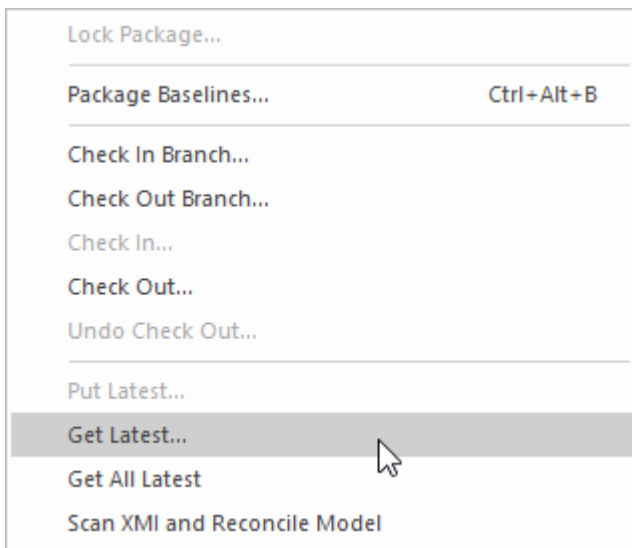 Lock Package...
Package Baselines... Ctrl+Alt+B
Check In Branch...
Check Out Branch...
Check In...
Check Out...
Undo Check Out...
Put Latest...
Get Latest...
Get All Latest
Scan XMI and Reconcile Model